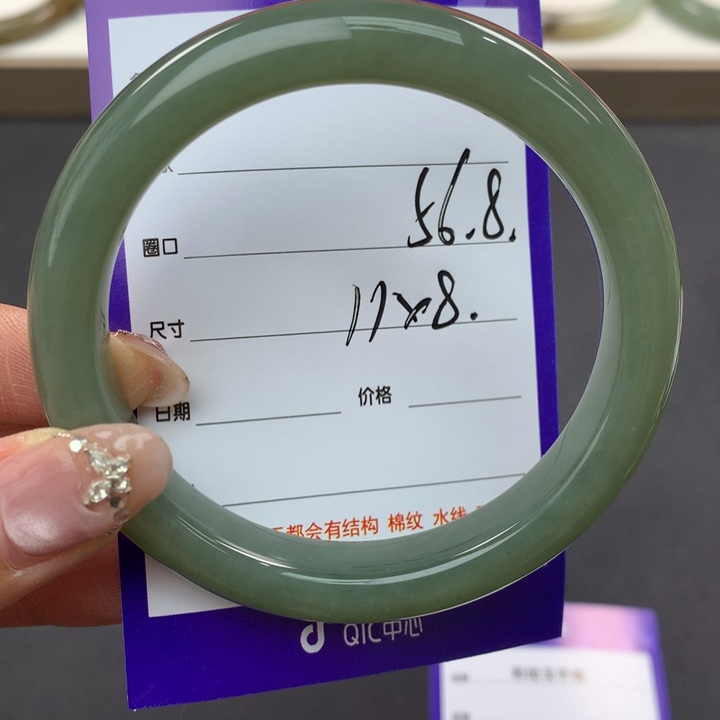 56.8.
圈口
11x8.
尺寸
日期 价格
都会有结构 棉纹 水线
QIC中心